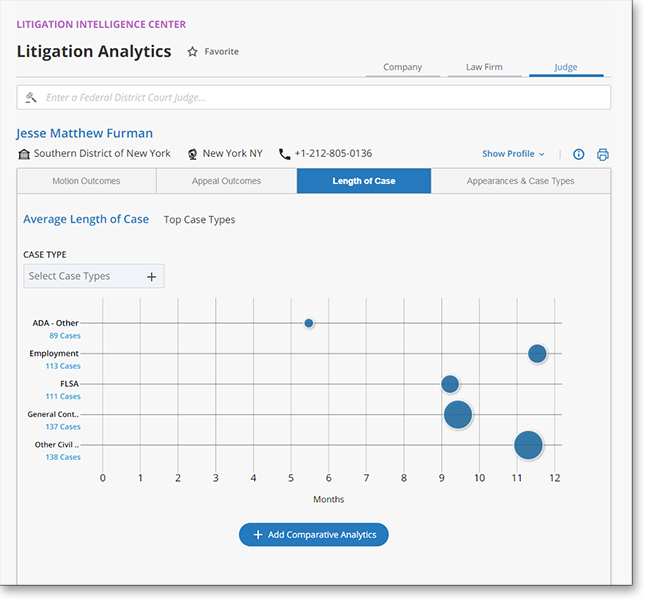 LITIGATION INTELLIGENCE CENTER
Litigation Analytics Favorite
Company Law Firm Judge
Enter a Federal District Court Judge...
Jesse Matthew Furman
Southern District of New York New York NY +1-212-805-0136 Show Profile
Motion Outcomes Appeal Outcomes Length of Case Appearances & Case Types
Average Length of Case Top Case Types
CASE TYPE
Select Case Types +
ADA - Other
89 Cases
Employment
113 Cases
FLSA
111 Cases
General Cont..
137 Cases
Other Civil ..
138 Cases
0 1 2 3 4 5 6 7 8 9 10 11 12
Months
+ Add Comparative Analytics